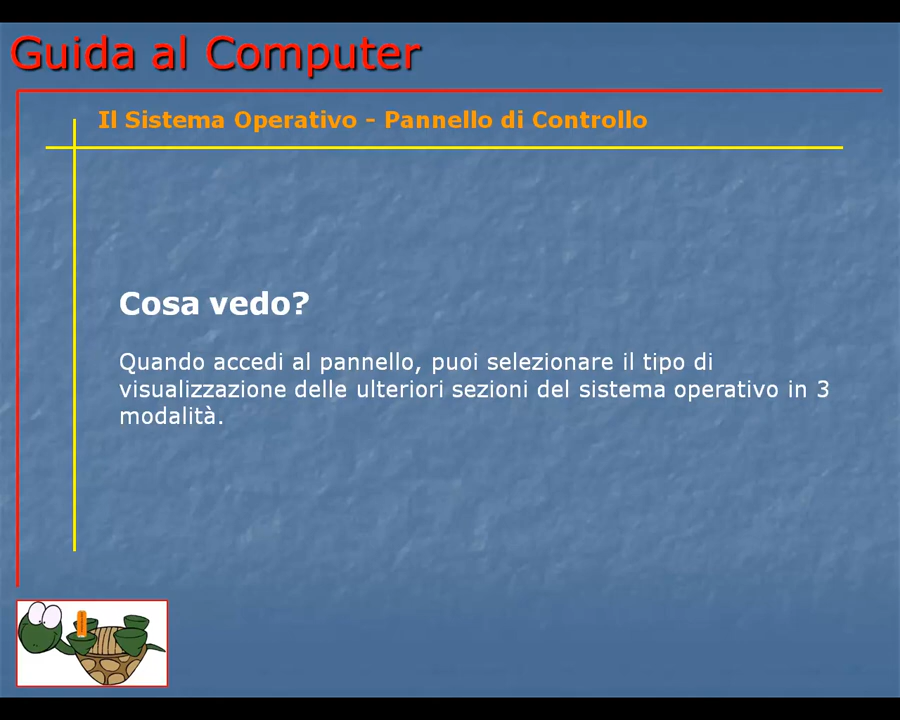 Guida al Computer
Il Sistema Operativo - Pannello di Controllo
Cosa vedo?
Quando accedi al pannello, puoi selezionare il tipo di
visualizzazione delle ulteriori sezioni del sistema operativo in 3
modalità.